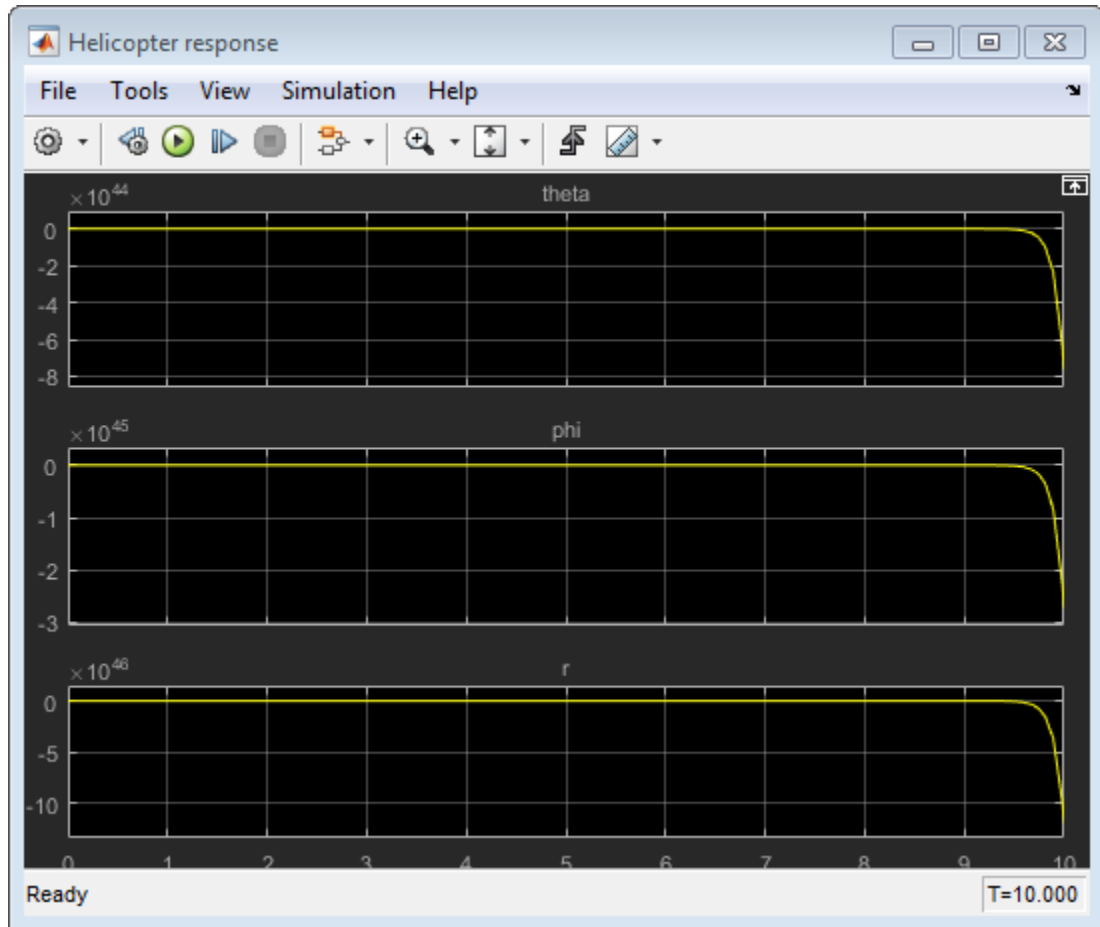 Helicopter response
File Tools View Simulation Help
×10^44
theta
0
-2
-4
-6
-8
×10^45
phi
0
-1
-2
-3
×10^46
r
0
-5
-10
0 1 2 3 4 5 6 7 8 9 10
Ready T=10.000